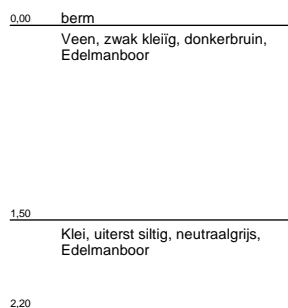 0,00 berm
Veen, zwak kleiïg, donkerbruin,
Edelmanboor
1,50
Klei, uiterst siltig, neutraalgrijs,
Edelmanboor
2,20